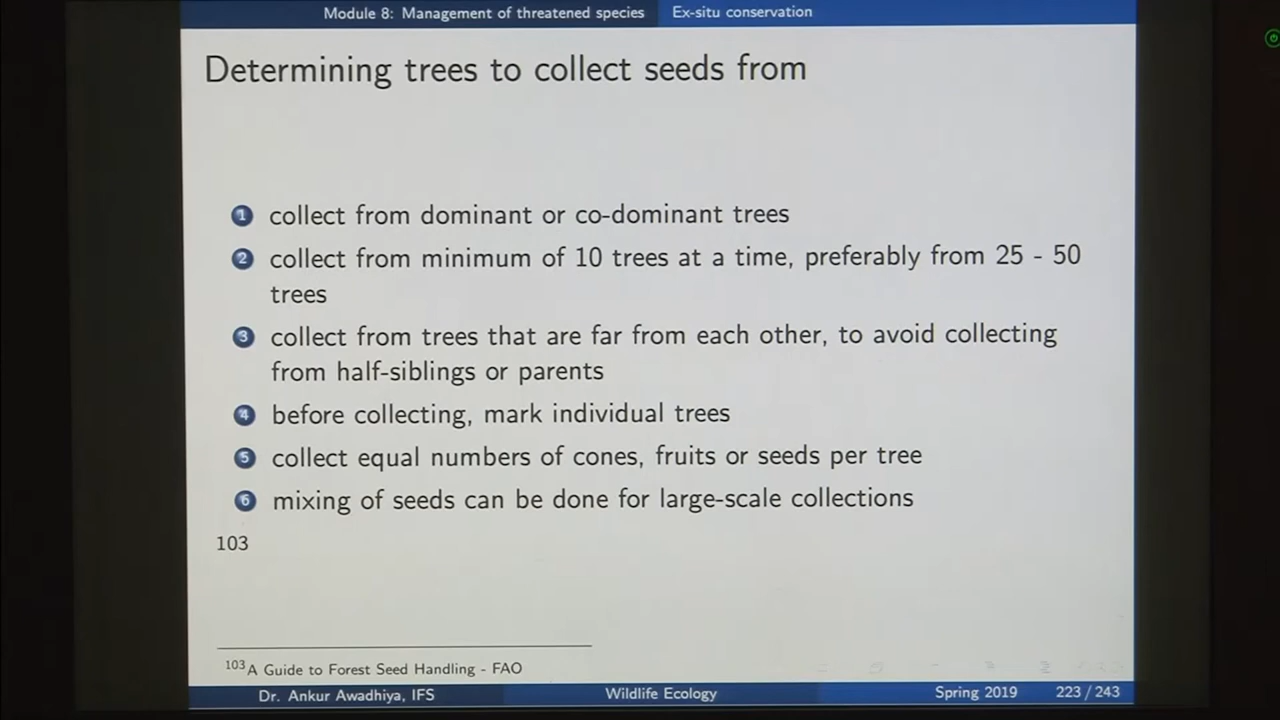 Module 8: Management of threatened species Ex-situ conservation
Determining trees to collect seeds from
1 collect from dominant or co-dominant trees
2 collect from minimum of 10 trees at a time, preferably from 25 - 50
trees
3 collect from trees that are far from each other, to avoid collecting
from half-siblings or parents
4 before collecting, mark individual trees
5 collect equal numbers of cones, fruits or seeds per tree
6 mixing of seeds can be done for large-scale collections
103
103 A Guide to Forest Seed Handling - FAO
Dr. Ankur Awadhiya, IFS Wildlife Ecology Spring 2019 223 / 243